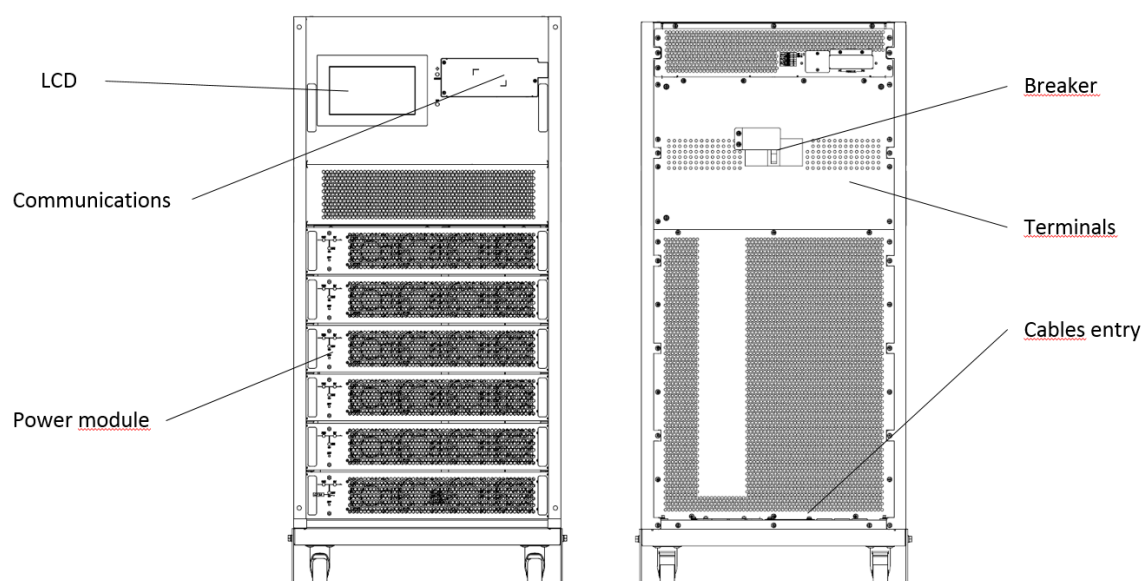 LCD
Communications
Power module
Breaker
Terminals
Cables entry